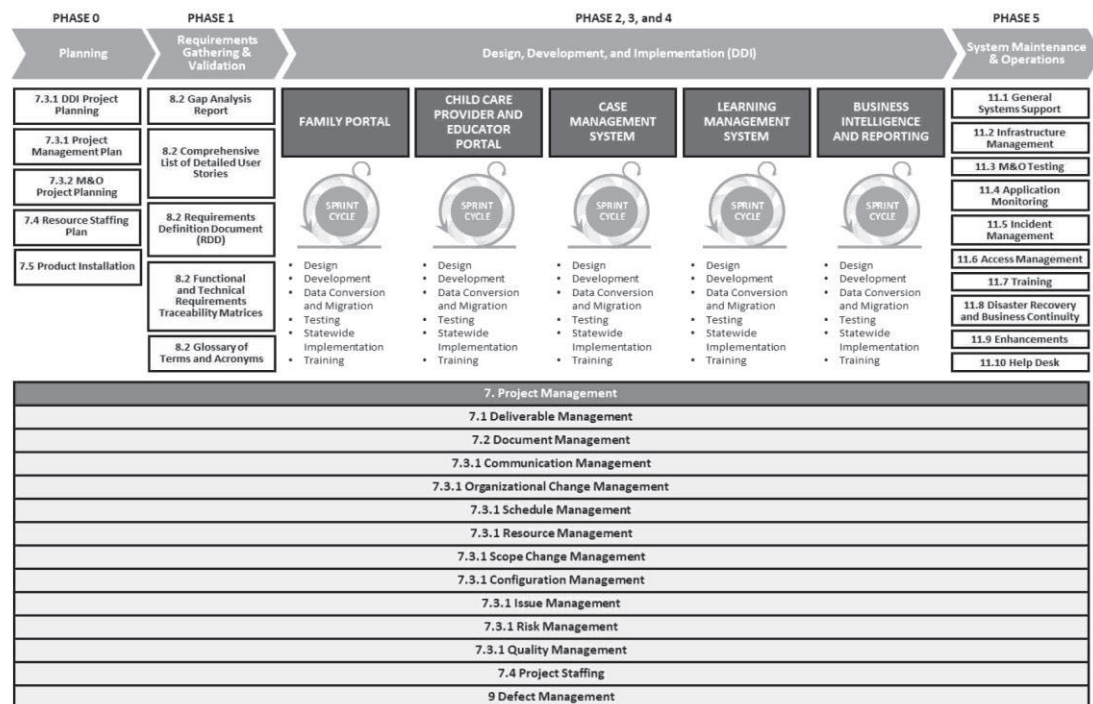 PHASE 0
PHASE 1
PHASE 2, 3, and 4
PHASE 5
Planning
Requirements
Gathering &
Validation
Design, Development, and Implementation (DDI)
System Maintenance
& Operations
7.3.1 DDI Project
Planning
7.3.1 Project
Management Plan
7.3.2 M&O
Project Planning
7.4 Resource Staffing
Plan
7.5 Product Installation
8.2 Gap Analysis
Report
8.2 Comprehensive
List of Detailed User
Stories
8.2 Requirements
Definition Document
(RDD)
8.2 Functional
and Technical
Requirements
Traceability Matrices
8.2 Glossary of
Terms and Acronyms
FAMILY PORTAL
SPRINT
CYCLE
• Design
• Development
• Data Conversion
and Migration
• Testing
• Statewide
Implementation
• Training
CHILD CARE
PROVIDER AND
EDUCATOR
PORTAL
SPRINT
CYCLE
• Design
• Development
• Data Conversion
and Migration
• Testing
• Statewide
Implementation
• Training
CASE
MANAGEMENT
SYSTEM
SPRINT
CYCLE
• Design
• Development
• Data Conversion
and Migration
• Testing
• Statewide
Implementation
• Training
LEARNING
MANAGEMENT
SYSTEM
SPRINT
CYCLE
• Design
• Development
• Data Conversion
and Migration
• Testing
• Statewide
Implementation
• Training
BUSINESS
INTELLIGENCE
AND REPORTING
SPRINT
CYCLE
• Design
• Development
• Data Conversion
and Migration
• Testing
• Statewide
Implementation
• Training
11.1 General
Systems Support
11.2 Infrastructure
Management
11.3 M&O Testing
11.4 Application
Monitoring
11.5 Incident
Management
11.6 Access Management
11.7 Training
11.8 Disaster Recovery
and Business Continuity
11.9 Enhancements
11.10 Help Desk
7. Project Management
7.1 Deliverable Management
7.2 Document Management
7.3.1 Communication Management
7.3.1 Organizational Change Management
7.3.1 Schedule Management
7.3.1 Resource Management
7.3.1 Scope Change Management
7.3.1 Configuration Management
7.3.1 Issue Management
7.3.1 Risk Management
7.3.1 Quality Management
7.4 Project Staffing
9 Defect Management